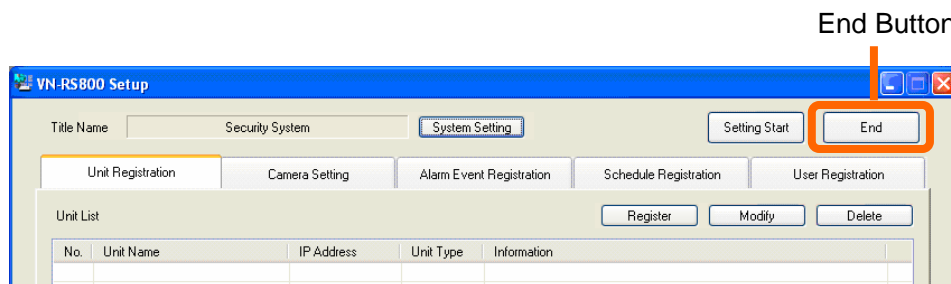 End Button
VN-RS800 Setup
Title Name Security System System Setting Setting Start End
Unit Registration Camera Setting Alarm Event Registration Schedule Registration User Registration
Unit List Register Modify Delete
No. Unit Name IP Address Unit Type Information